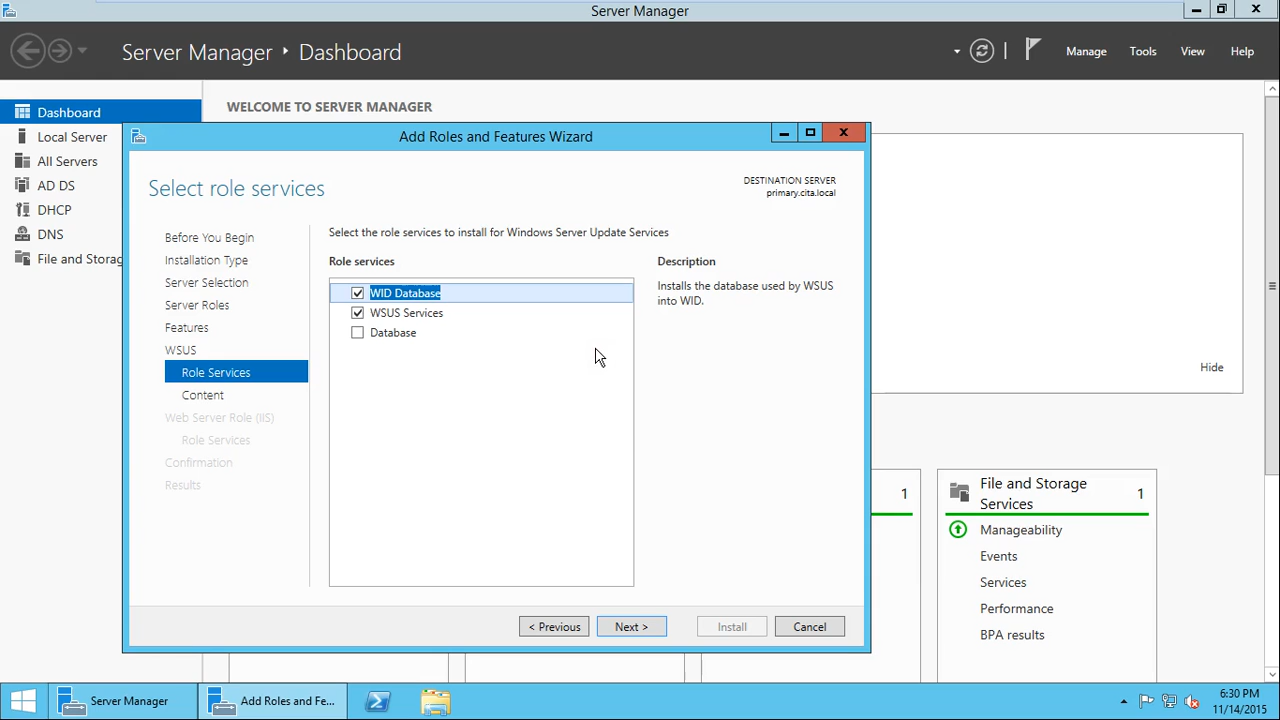 Server Manager
Server Manager ‣ Dashboard
Manage Tools View Help
Dashboard
Local Server
All Servers
AD DS
DHCP
DNS
File and Storag
WELCOME TO SERVER MANAGER
Add Roles and Features Wizard
Select role services
DESTINATION SERVER
primary.cita.local
Before You Begin
Installation Type
Server Selection
Server Roles
Features
WSUS
Role Services
Content
Web Server Role (IIS)
Role Services
Confirmation
Results
Select the role services to install for Windows Server Update Services
Role services
WID Database
WSUS Services
Database
Description
Installs the database used by WSUS
into WID.
< Previous
Next >
Install
Cancel
Hide
1
File and Storage
Services
1
Manageability
Events
Services
Performance
BPA results
Server Manager
Add Roles and Fe...
6:30 PM
11/14/2015